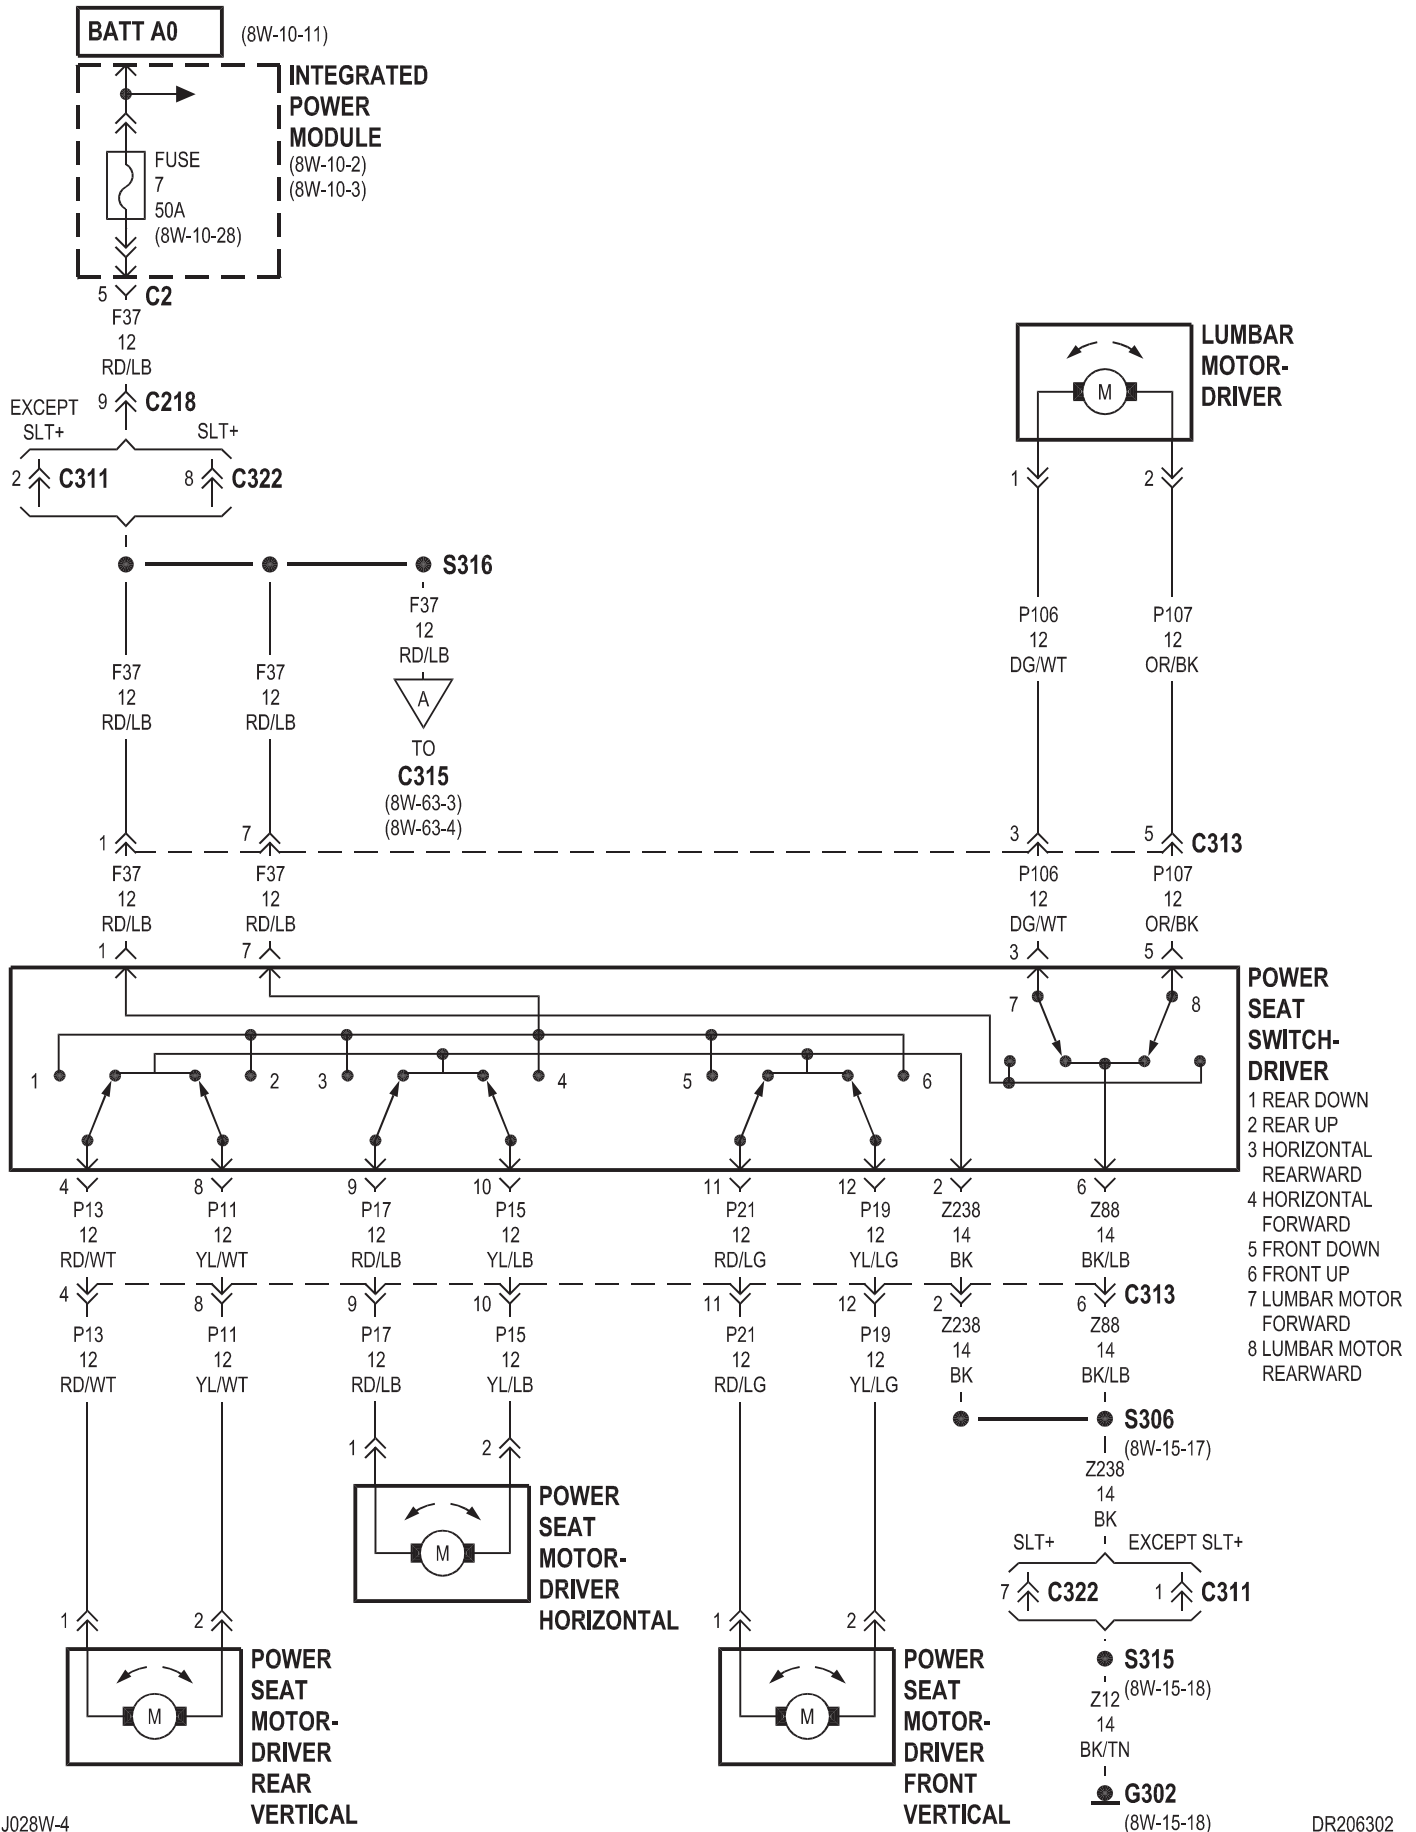 BATT A0
(8W-10-11)
INTEGRATED
POWER
MODULE
(8W-10-2)
(8W-10-3)
FUSE
7
50A
(8W-10-28)
5 C2
F37
12
RD/LB
9 C218
EXCEPT
SLT+
SLT+
2 C311
8 C322
S316
F37
12
RD/LB
F37
12
RD/LB
F37
12
RD/LB
A
TO
C315
(8W-63-3)
(8W-63-4)
LUMBAR
MOTOR-
DRIVER
M
1 2
P106
12
DG/WT
P107
12
OR/BK
1 7 3 5 C313
F37
12
RD/LB
F37
12
RD/LB
P106
12
DG/WT
P107
12
OR/BK
1 7 3 5
7 8
1 2 3 4 5 6
POWER
SEAT
SWITCH-
DRIVER
1 REAR DOWN
2 REAR UP
3 HORIZONTAL
REARWARD
4 HORIZONTAL
FORWARD
5 FRONT DOWN
6 FRONT UP
7 LUMBAR MOTOR
FORWARD
8 LUMBAR MOTOR
REARWARD
4 8 9 10 11 12 2 6
P13 P11 P17 P15 P21 P19 Z238 Z88
12 12 12 12 12 12 14 14
RD/WT YL/WT RD/LB YL/LB RD/LG YL/LG BK BK/LB
4 8 9 10 11 12 2 6 C313
P13 P11 P17 P15 P21 P19 Z238 Z88
12 12 12 12 12 12 14 14
RD/WT YL/WT RD/LB YL/LB RD/LG YL/LG BK BK/LB
S306
(8W-15-17)
Z238
14
BK
SLT+
EXCEPT SLT+
7 C322
1 C311
S315
(8W-15-18)
Z12
14
BK/TN
G302
(8W-15-18)
1 2
M
POWER
SEAT
MOTOR-
DRIVER
HORIZONTAL
1 2
M
POWER
SEAT
MOTOR-
DRIVER
REAR
VERTICAL
1 2
M
POWER
SEAT
MOTOR-
DRIVER
FRONT
VERTICAL
J028W-4
DR206302